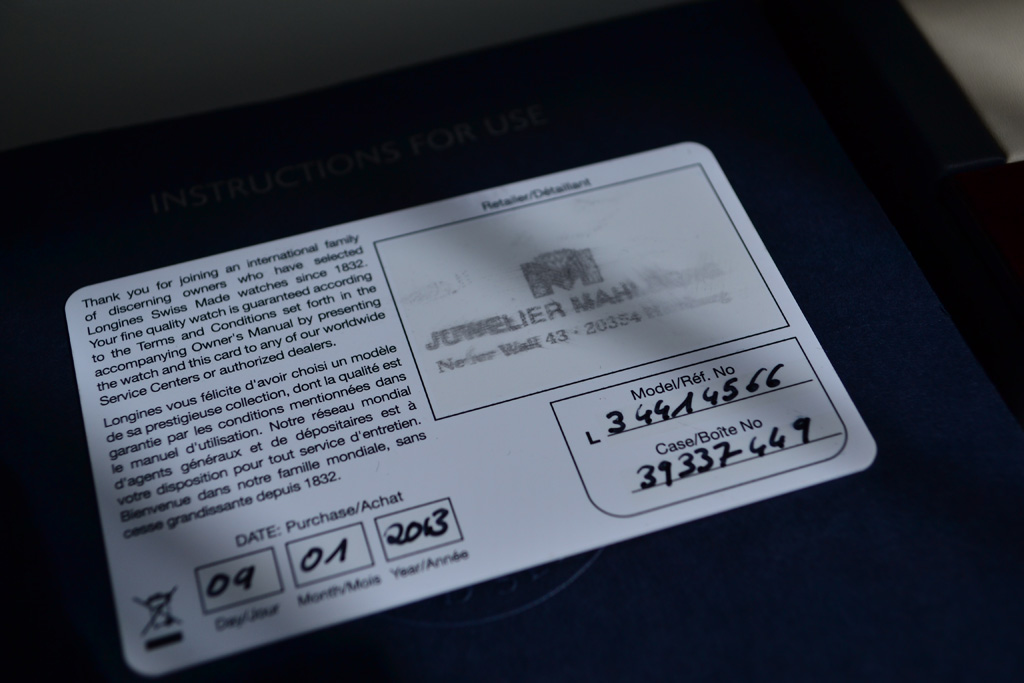 INSTRUCTIONS FOR USE
Retailer/Détaillant
M
JUWELIER
Wall 43 · 20354
Thank you for joining an international family
of discerning owners who have selected
Longines Swiss Made watches since 1832.
Your fine quality watch is guaranteed according
to the Terms and Conditions set forth in the
accompanying Owner's Manual by presenting
the watch and this card to any of our worldwide
Service Centers or authorized dealers.
Longines vous félicite d'avoir choisi un modèle
de sa prestigieuse collection, dont la qualité est
garantie par les conditions mentionnées dans
le manuel d'utilisation. Notre réseau mondial
d'agents généraux et de dépositaires est à
votre disposition pour tout service d'entretien.
Bienvenue dans notre famille mondiale, sans
cesse grandissante depuis 1832.
Model/Réf. No
L 34414566
Case/Boîte No
39337449
DATE: Purchase/Achat
09 01 2013
Day/Jour Month/Mois Year/Année